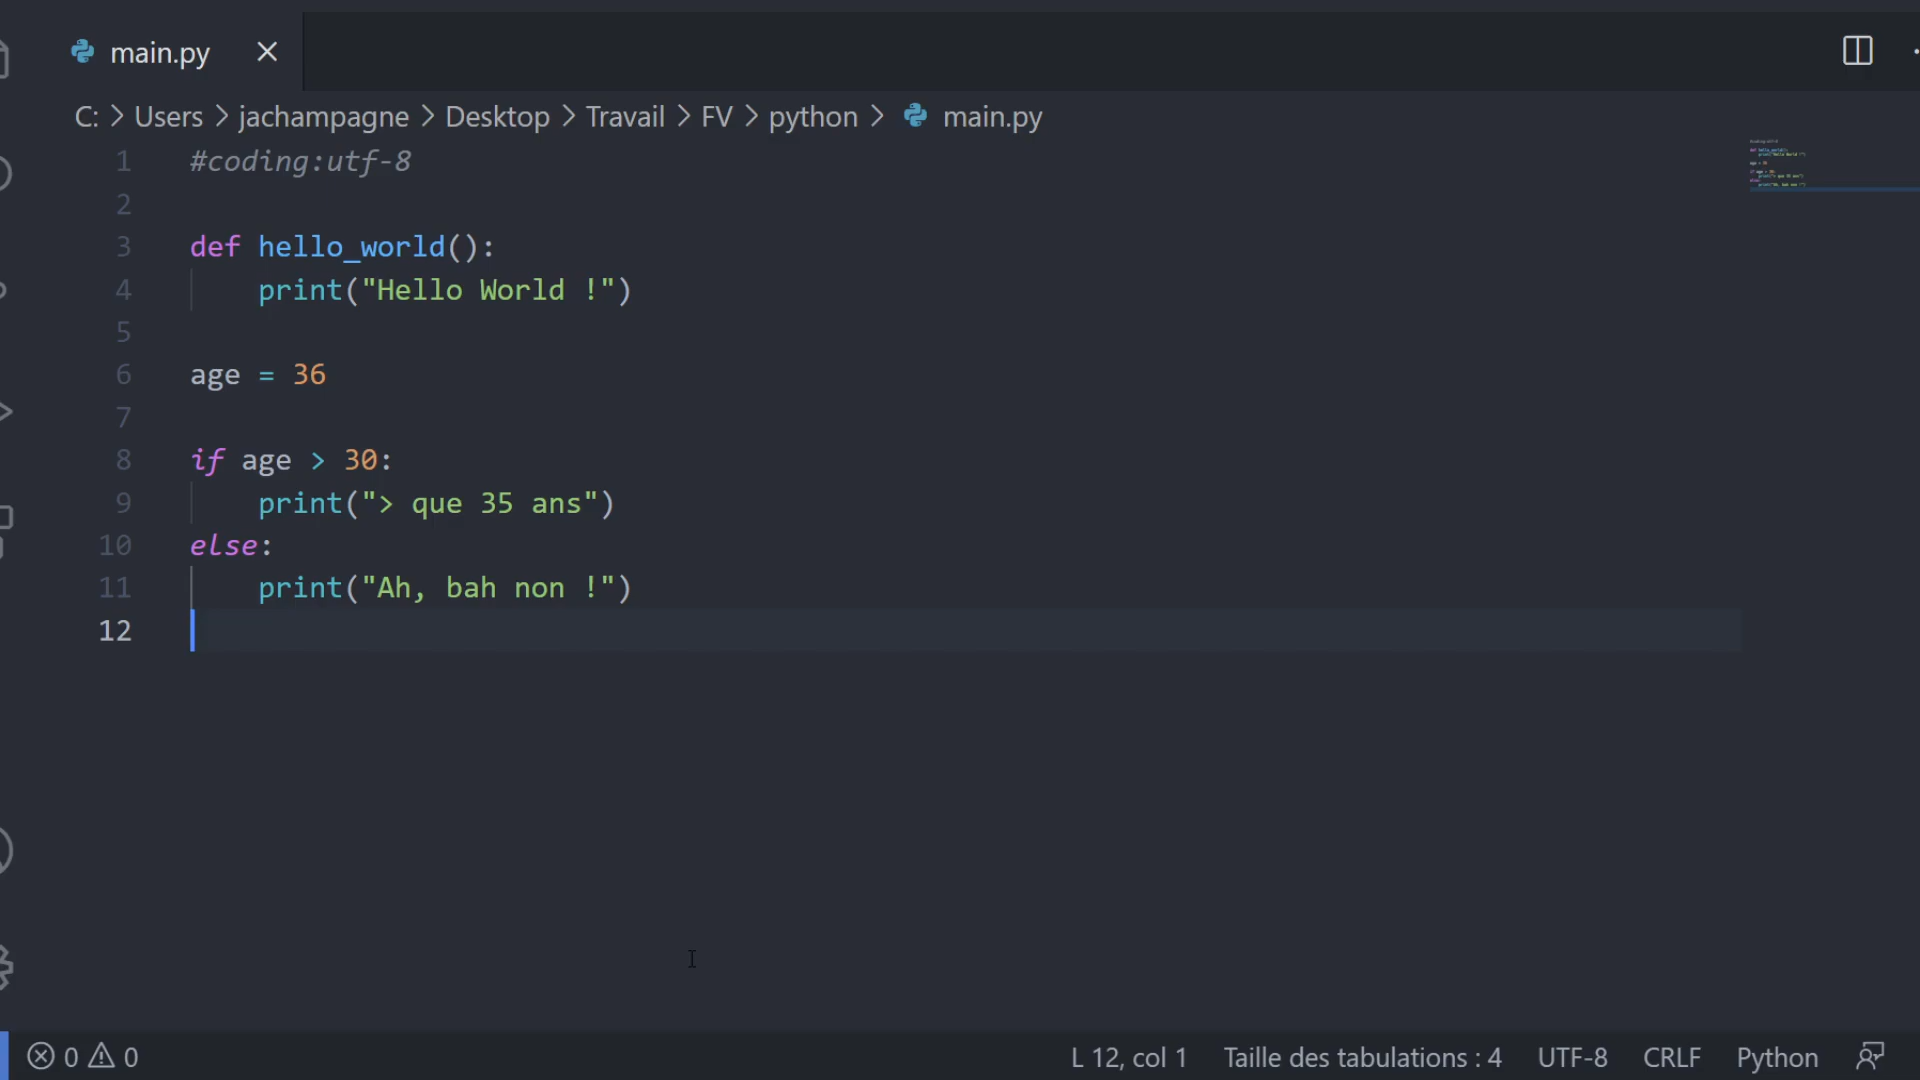 main.py
C: > Users > jachampagne > Desktop > Travail > FV > python > main.py
1 #coding:utf-8
2
3 def hello_world():
4     print("Hello World !")
5
6 age = 36
7
8 if age > 30:
9     print("> que 35 ans")
10 else:
11     print("Ah, bah non !")
12
0 0 L 12, col 1 Taille des tabulations : 4 UTF-8 CRLF Python